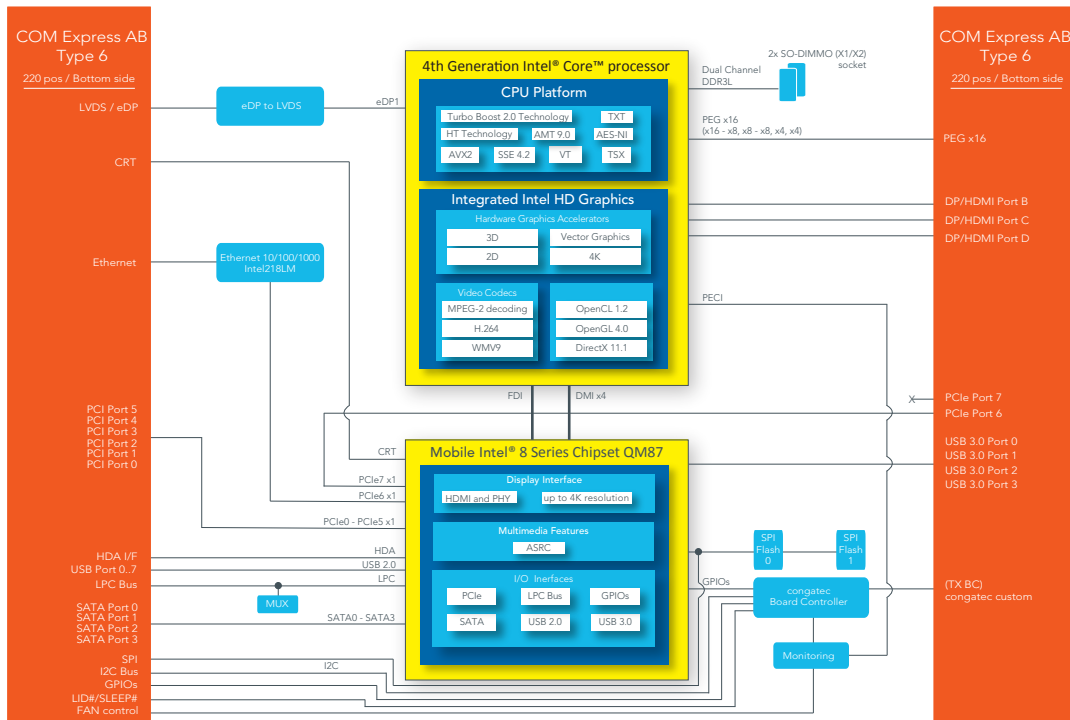 COM Express AB
Type 6
220 pos / Bottom side
LVDS / eDP
CRT
Ethernet
PCI Port 5
PCI Port 4
PCI Port 3
PCI Port 2
PCI Port 1
PCI Port 0
HDA I/F
USB Port 0..7
LPC Bus
SATA Port 0
SATA Port 1
SATA Port 2
SATA Port 3
SPI
I2C Bus
GPIOs
LID#/SLEEP#
FAN control
eDP to LVDS
eDP1
Ethernet 10/100/1000
Intel218LM
MUX
4th Generation Intel® Core™ processor
CPU Platform
Turbo Boost 2.0 Technology
TXT
HT Technology
AMT 9.0
AES-NI
AVX2
SSE 4.2
VT
TSX
Integrated Intel HD Graphics
Hardware Graphics Accelerators
3D
Vector Graphics
2D
4K
Video Codecs
MPEG-2 decoding
H.264
WMV9
OpenCL 1.2
OpenGL 4.0
DirectX 11.1
FDI
DMI x4
CRT
PCIe7 x1
PCIe6 x1
PCIe0 - PCIe5 x1
HDA
USB 2.0
LPC
SATA0 - SATA3
I2C
Mobile Intel® 8 Series Chipset QM87
Display Interface
HDMI and PHY
up to 4K resolution
Multimedia Features
ASRC
I/O Inerfaces
PCIe
LPC Bus
GPIOs
SATA
USB 2.0
USB 3.0
Dual Channel
DDR3L
2x SO-DIMMO (X1/X2)
socket
PEG x16
(x16 - x8, x8 - x8, x4, x4)
PECI
SPI
Flash
0
SPI
Flash
1
GPIOs
congatec
Board Controller
Monitoring
X
COM Express AB
Type 6
220 pos / Bottom side
PEG x16
DP/HDMI Port B
DP/HDMI Port C
DP/HDMI Port D
PCIe Port 7
PCIe Port 6
USB 3.0 Port 0
USB 3.0 Port 1
USB 3.0 Port 2
USB 3.0 Port 3
(TX BC)
congatec custom